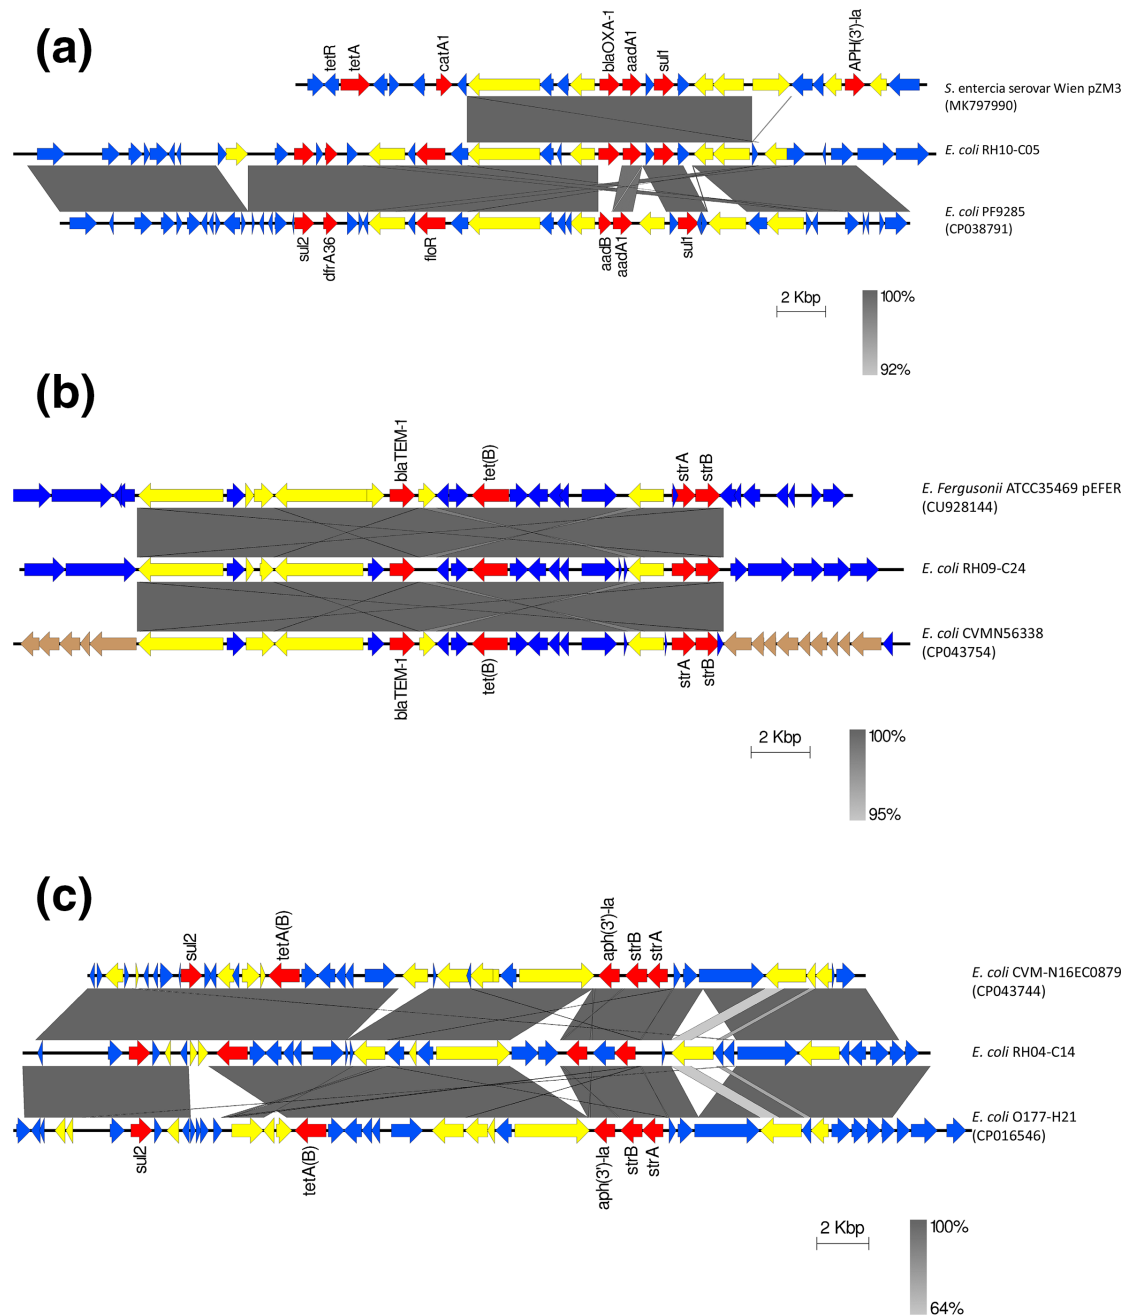 (a)
tetR
tetA
catA1
blaOXA-1
aadA1
sul1
APH(3')-Ia
S. entercia serovar Wien pZM3
(MK797990)
E. coli RH10-C05
E. coli PF9285
(CP038791)
sul2
dfrA36
floR
aadB
aadA1
sul1
2 Kbp
100%
92%
(b)
blaTEM-1
tet(B)
strA
strB
E. Fergusonii ATCC35469 pEFER
(CU928144)
E. coli RH09-C24
E. coli CVMN56338
(CP043754)
blaTEM-1
tet(B)
strA
strB
2 Kbp
100%
95%
(c)
sul2
tetA(B)
aph(3')-Ia
strB
strA
E. coli CVM-N16EC0879
(CP043744)
E. coli RH04-C14
E. coli O177-H21
(CP016546)
sul2
tetA(B)
aph(3')-Ia
strB
strA
2 Kbp
100%
64%